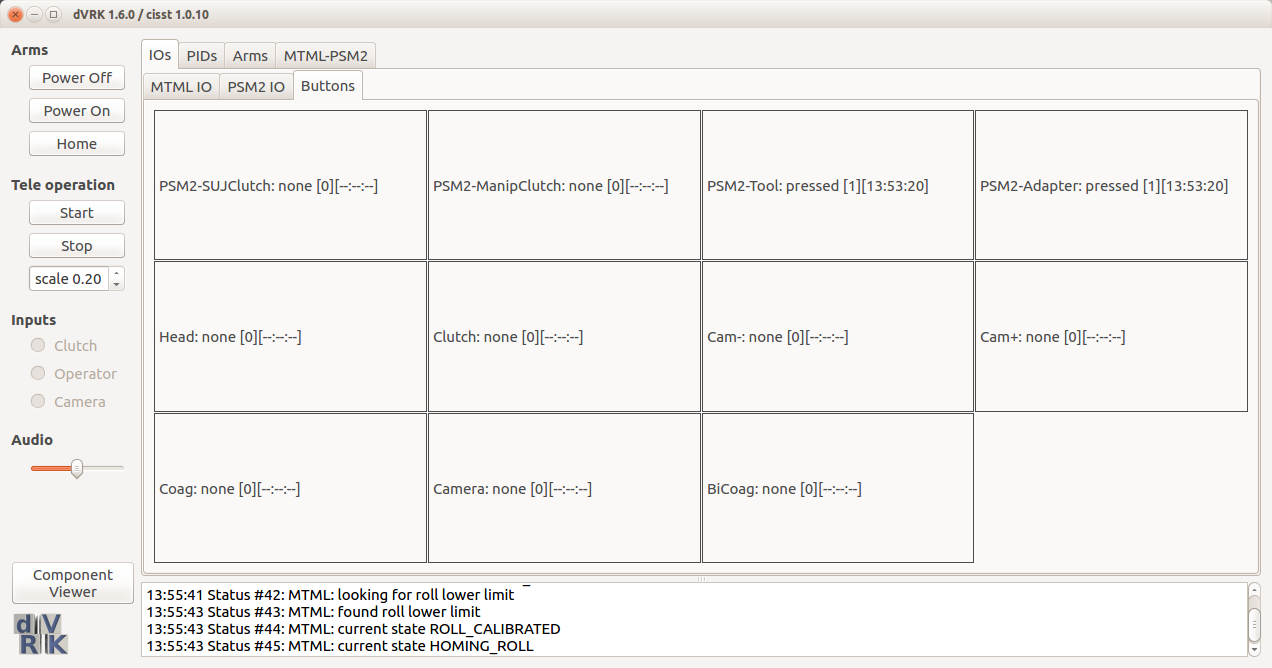 dVRK 1.6.0 / cisst 1.0.10
Arms
Power Off
Power On
Home
Tele operation
Start
Stop
scale 0.20
Inputs
Clutch
Operator
Camera
Audio
Component
Viewer
dV
RK
IOs PIDs Arms MTML-PSM2
MTML IO PSM2 IO Buttons
PSM2-SUJClutch: none [0][--:--:--] PSM2-ManipClutch: none [0][--:--:--] PSM2-Tool: pressed [1][13:53:20] PSM2-Adapter: pressed [1][13:53:20]
Head: none [0][--:--:--] Clutch: none [0][--:--:--] Cam-: none [0][--:--:--] Cam+: none [0][--:--:--]
Coag: none [0][--:--:--] Camera: none [0][--:--:--] BiCoag: none [0][--:--:--]
13:55:41 Status #42: MTML: looking for roll lower limit
13:55:43 Status #43: MTML: found roll lower limit
13:55:43 Status #44: MTML: current state ROLL_CALIBRATED
13:55:43 Status #45: MTML: current state HOMING_ROLL